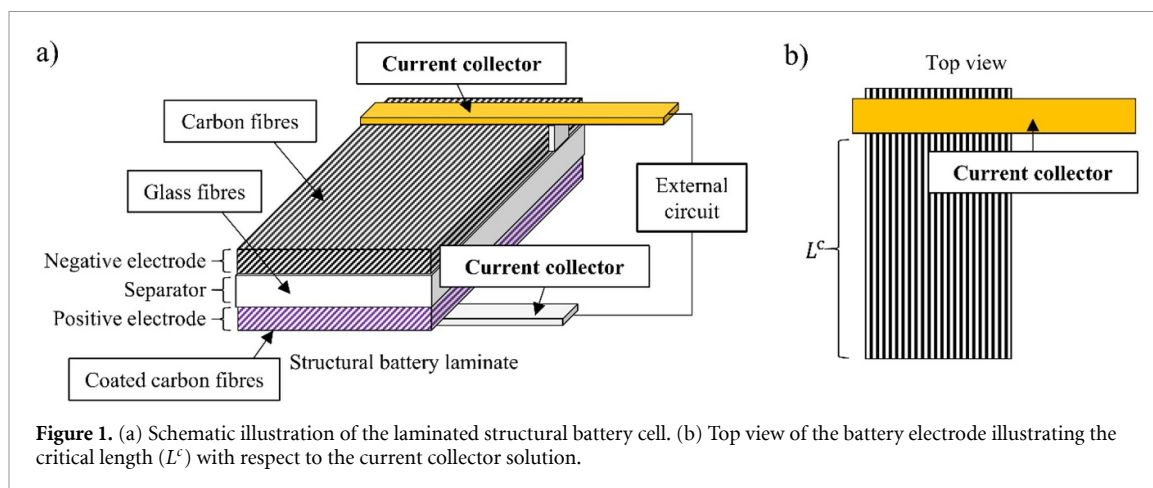 a)
Current collector
Carbon fibres
Glass fibres
Negative electrode
Separator
Positive electrode
Coated carbon fibres
Structural battery laminate
Current collector
External
circuit
b)
Top view
Current collector
Lᶜ
Figure 1. (a) Schematic illustration of the laminated structural battery cell. (b) Top view of the battery electrode illustrating the
critical length (Lᶜ) with respect to the current collector solution.